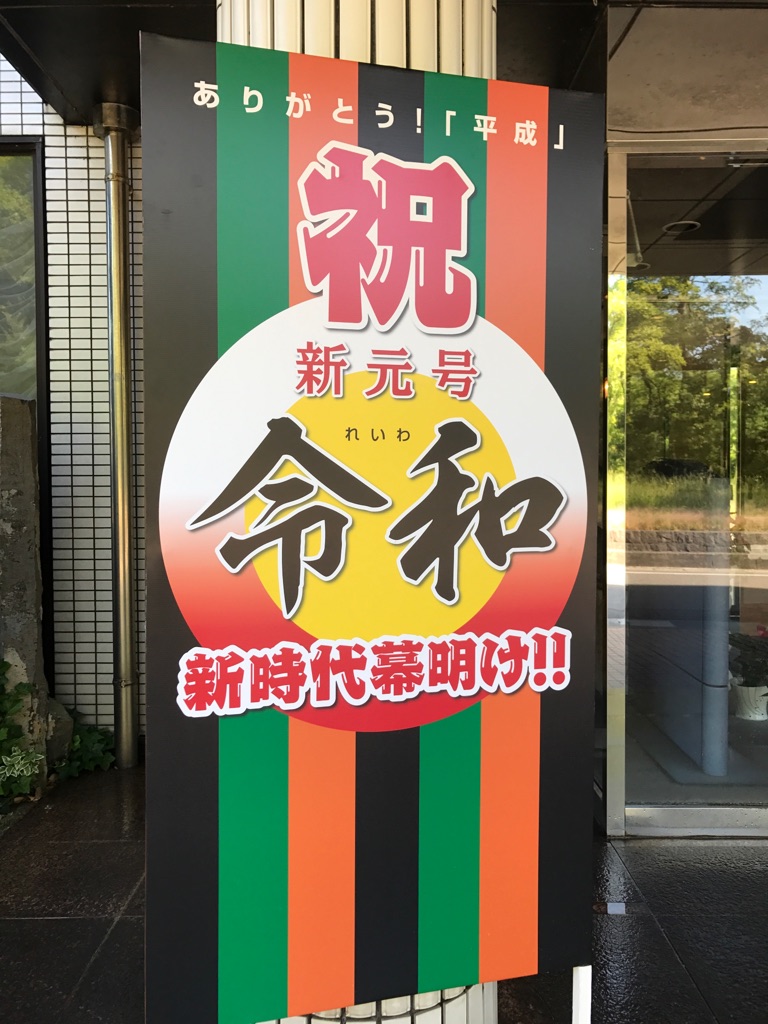 ありがとう！「平成」
祝
新元号
れいわ
令和
新時代幕明け!!